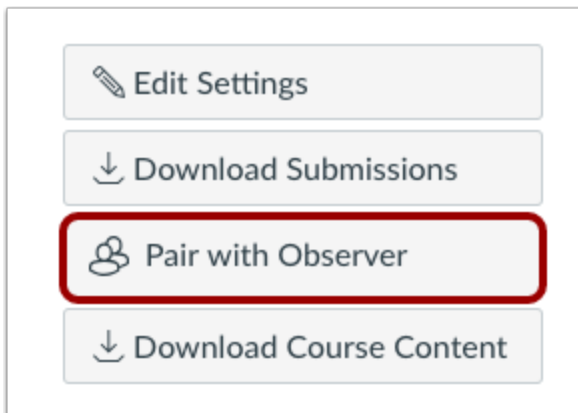 Edit Settings
Download Submissions
Pair with Observer
Download Course Content